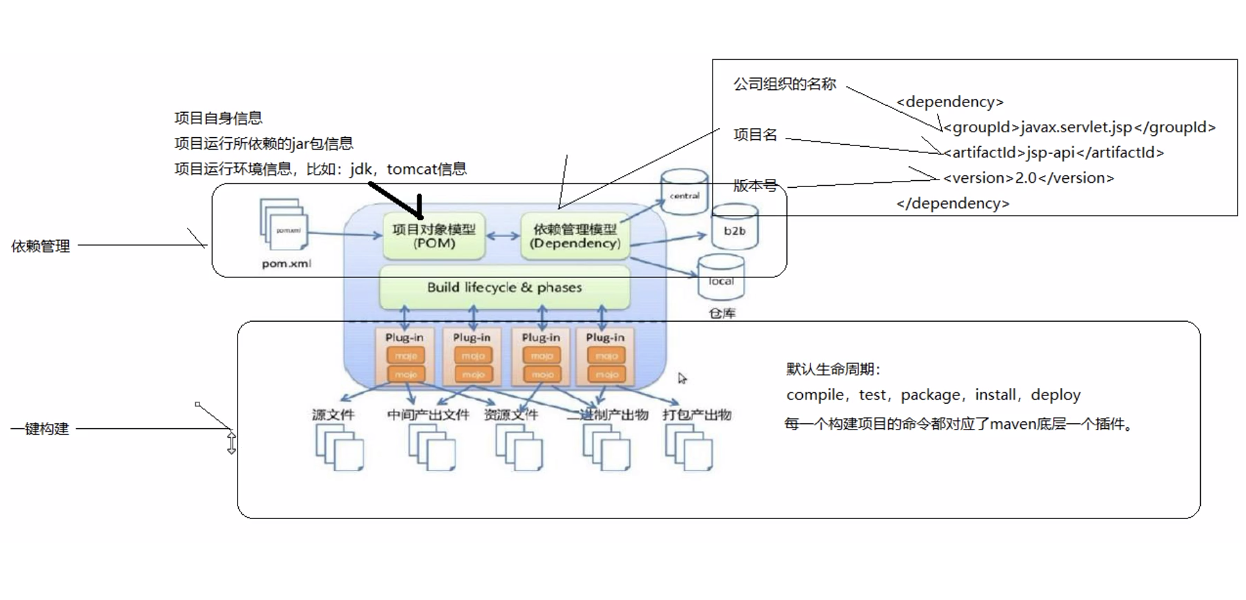 公司组织的名称
<dependency>
项目自身信息
<groupId>javax.servlet.jsp</groupId>
项目名
项目运行所依赖的jar包信息
<artifactId>jsp-api</artifactId>
项目运行环境信息，比如：jdk，tomcat信息
<version>2.0</version>
版本号
central
</dependency>
pom.xml
项目对象模型
(POM)
依赖管理模型
(Dependency)
b2b
依赖管理
pom.xml
local
Build lifecycle & phases
仓库
Plug-in Plug-in Plug-in Plug-in
mojo mojo mojo mojo
mojo mojo mojo mojo
默认生命周期：
compile，test，package，install，deploy
源文件 中间产出文件 资源文件 二进制产出物 打包产出物
每一个构建项目的命令都对应了maven底层一个插件。
一键构建